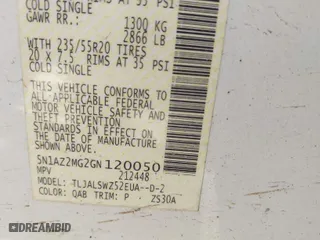 COLD SINGLE
GAWR RR.: 1300 KG
2866 LB
WITH 235/55R20 TIRES
20 X 7.5 RIMS AT 35 PSI
COLD SINGLE
THIS VEHICLE CONFORMS
TO ALL APPLICABLE FEDERAL
MOTOR VEHICLE SAFETY
AND THEFT PREVENTION
STANDARDS IN EFFECT ON
THE DATE OF MANUFACTURE
SHOWN ABOVE.
5N1AZ2MG2GN120050
MPV 212448
MODEL: TLJALSWZ52EUA--D-2
COLOR: QAB TRIM: P ZS30A
DREAMBID.COM